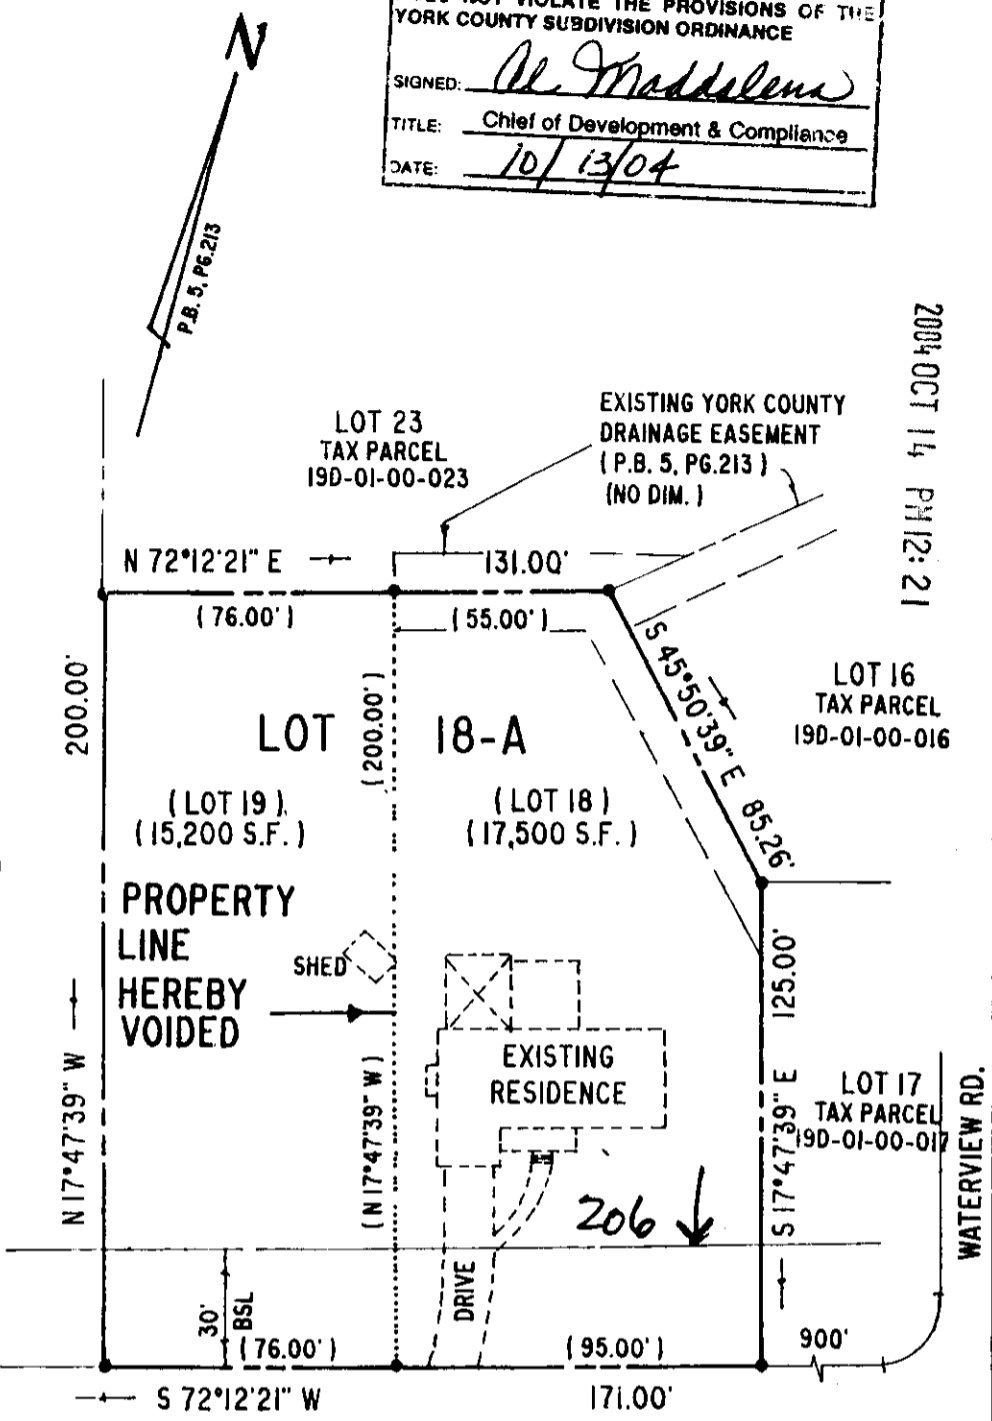 DOES NOT VIOLATE THE PROVISIONS OF THE
YORK COUNTY SUBDIVISION ORDINANCE
SIGNED: Al Maddalena
TITLE: Chief of Development & Compliance
DATE: 10/13/04
N
P.B. 5, PG.213
2004 OCT 14 PM 12:21
LOT 23
TAX PARCEL
19D-01-00-023
EXISTING YORK COUNTY
DRAINAGE EASEMENT
( P.B. 5, PG.213 )
(NO DIM. )
N 72°12'21" E
131.00'
( 76.00' )
( 55.00' )
S 45°50'39" E 85.26'
200.00'
( 200.00' )
LOT 18-A
LOT 16
TAX PARCEL
19D-01-00-016
( LOT 19 )
( 15,200 S.F. )
( LOT 18 )
( 17,500 S.F. )
PROPERTY
LINE
HEREBY
VOIDED
SHED
125.00'
EXISTING
RESIDENCE
N 17°47'39" W
( N 17°47'39" W )
S 17°47'39" E
LOT 17
TAX PARCEL
19D-01-00-017
WATERVIEW RD.
206
30'
BSL
DRIVE
( 76.00' )
( 95.00' )
900'
S 72°12'21" W
171.00'